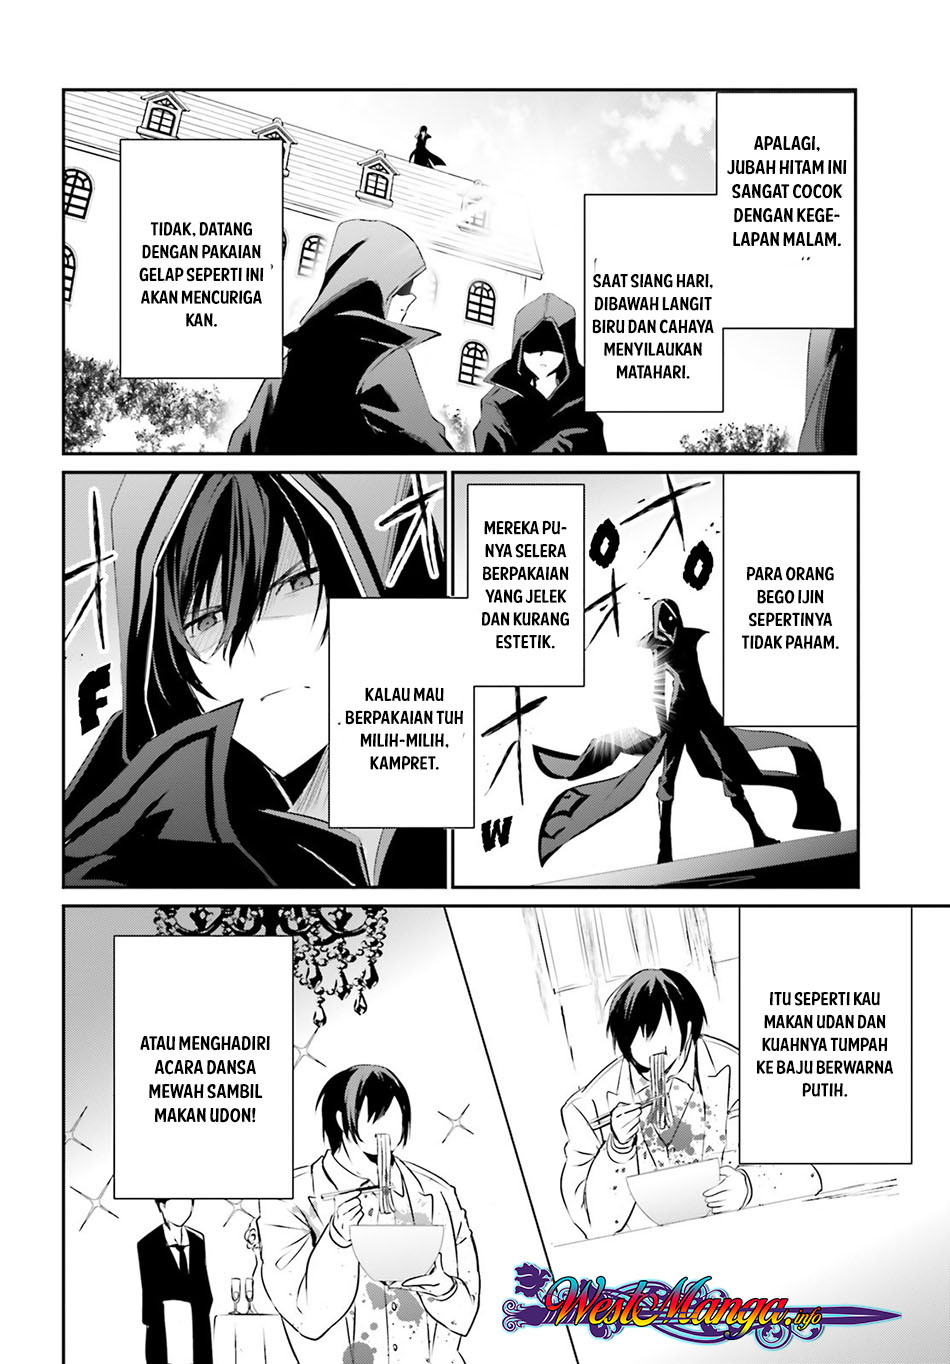 APALAGI,
JUBAH HITAM INI
SANGAT COCOK
DENGAN KEGE-
LAPAN MALAM.
SAAT SIANG HARI,
DIBAWAH LANGIT
BIRU DAN CAHAYA
MENYILAUKAN
MATAHARI.
TIDAK, DATANG
DENGAN PAKAIAN
GELAP SEPERTI INI
AKAN MENCURIGA
KAN.
PARA ORANG
BEGO IJIN
SEPERTINYA
TIDAK PAHAM.
MEREKA PU-
NYA SELERA
BERPAKAIAN
YANG JELEK
DAN KURANG
ESTETIK.
KALAU MAU
BERPAKAIAN TUH
MILIH-MILIH,
KAMPRET.
F
W
ITU SEPERTI KAU
MAKAN UDAN DAN
KUAHNYA TUMPAH
KE BAJU BERWARNA
PUTIH.
ATAU MENGHADIRI
ACARA DANSA
MEWAH SAMBIL
MAKAN UDON!
WestManga.info